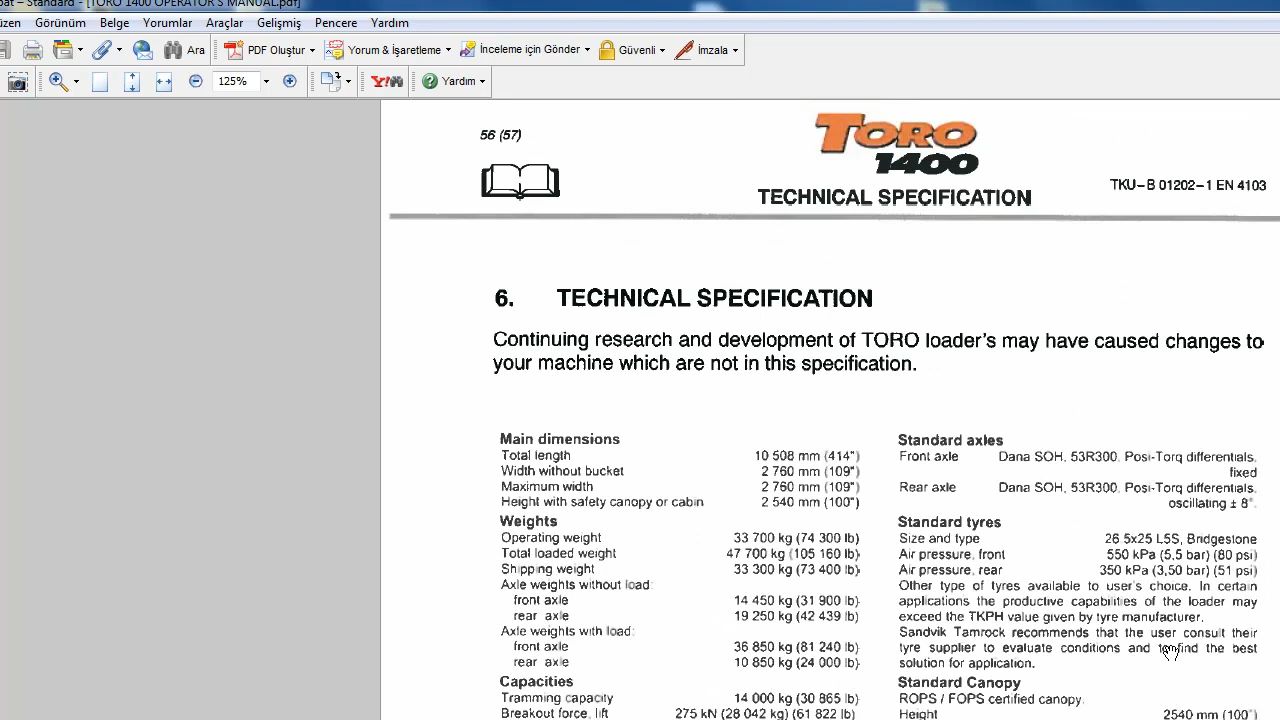 bat – Standard - [TORO 1400 OPERATOR'S MANUAL.pdf]
üzen Görünüm Belge Yorumlar Araçlar Gelişmiş Pencere Yardım
Ara PDF Oluştur Yorum & İşaretleme İnceleme için Gönder Güvenli İmzala
125% Y! Yardım
56 (57)
TORO
1400
TECHNICAL SPECIFICATION
TKU–B 01202–1 EN 4103
6. TECHNICAL SPECIFICATION
Continuing research and development of TORO loader's may have caused changes to
your machine which are not in this specification.
Main dimensions
Total length 10 508 mm (414")
Width without bucket 2 760 mm (109")
Maximum width 2 760 mm (109")
Height with safety canopy or cabin 2 540 mm (100")
Weights
Operating weight 33 700 kg (74 300 lb)
Total loaded weight 47 700 kg (105 160 lb)
Shipping weight 33 300 kg (73 400 lb)
Axle weights without load:
front axle 14 450 kg (31 900 lb)
rear axle 19 250 kg (42 439 lb)
Axle weights with load:
front axle 36 850 kg (81 240 lb)
rear axle 10 850 kg (24 000 lb)
Capacities
Tramming capacity 14 000 kg (30 865 lb)
Breakout force, lift 275 kN (28 042 kg) (61 822 lb)
Standard axles
Front axle Dana SOH, 53R300, Posi-Torq differentials,
fixed
Rear axle Dana SOH, 53R300, Posi-Torq differentials,
oscillating ± 8°.
Standard tyres
Size and type 26.5x25 L5S, Bridgestone
Air pressure, front 550 kPa (5,5 bar) (80 psi)
Air pressure, rear 350 kPa (3,50 bar) (51 psi)
Other type of tyres available to user's choice. In certain
applications the productive capabilities of the loader may
exceed the TKPH value given by tyre manufacturer.
Sandvik Tamrock recommends that the user consult their
tyre supplier to evaluate conditions and to find the best
solution for application.
Standard Canopy
ROPS / FOPS certified canopy.
Height 2540 mm (100")